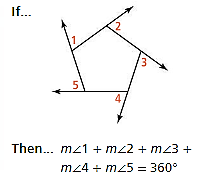 If...
1
2
3
4
5
Then... m∠1 + m∠2 + m∠3 +
m∠4 + m∠5 = 360°